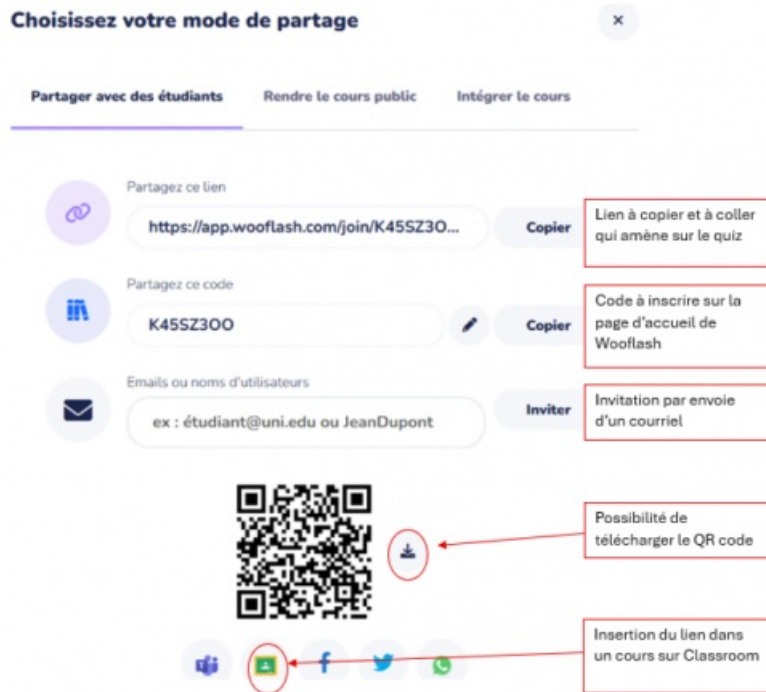 Choisissez votre mode de partage
Partager avec des étudiants
Rendre le cours public
Intégrer le cours
Partagez ce lien
https://app.wooflash.com/join/K45SZ3O...
Copier
Lien à copier et à coller
qui amène sur le quiz
Partagez ce code
K45SZ3OO
Copier
Code à inscrire sur la
page d'accueil de
Wooflash
Emails ou noms d'utilisateurs
ex : étudiant@uni.edu ou JeanDupont
Inviter
Invitation par envoie
d'un courriel
Possibilité de
télécharger le QR code
Insertion du lien dans
un cours sur Classroom